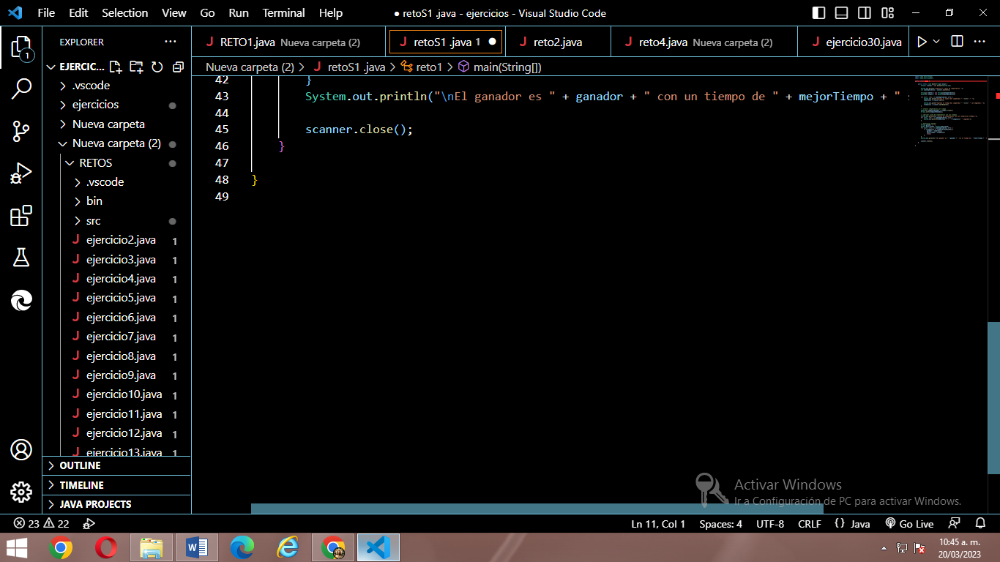 File Edit Selection View Go Run Terminal Help ● retoS1 .java - ejercicios - Visual Studio Code
EXPLORER ···
RETO1.java Nueva carpeta (2) retoS1 .java 1 ● reto2.java reto4.java Nueva carpeta (2) ejercicio30.java
Nueva carpeta (2) > retoS1 .java > reto1 > main(String[])
1
EJERCIC...
.vscode
ejercicios
Nueva carpeta
Nueva carpeta (2)
RETOS
.vscode
bin
src
ejercicio2.java 1
ejercicio3.java 1
ejercicio4.java 1
ejercicio5.java 1
ejercicio6.java 1
ejercicio7.java 1
ejercicio8.java 1
ejercicio9.java 1
ejercicio10.java 1
ejercicio11.java 1
ejercicio12.java 1
ejercicio13.java 1
OUTLINE
TIMELINE
JAVA PROJECTS
42 }
43 System.out.println("\nEl ganador es " + ganador + " con un tiempo de " + mejorTiempo + " s
44
45 scanner.close();
46 }
47
48 }
49
Activar Windows
Ir a Configuración de PC para activar Windows.
23 22 Ln 11, Col 1 Spaces: 4 UTF-8 CRLF {} Java Go Live
10:45 a. m.
20/03/2023